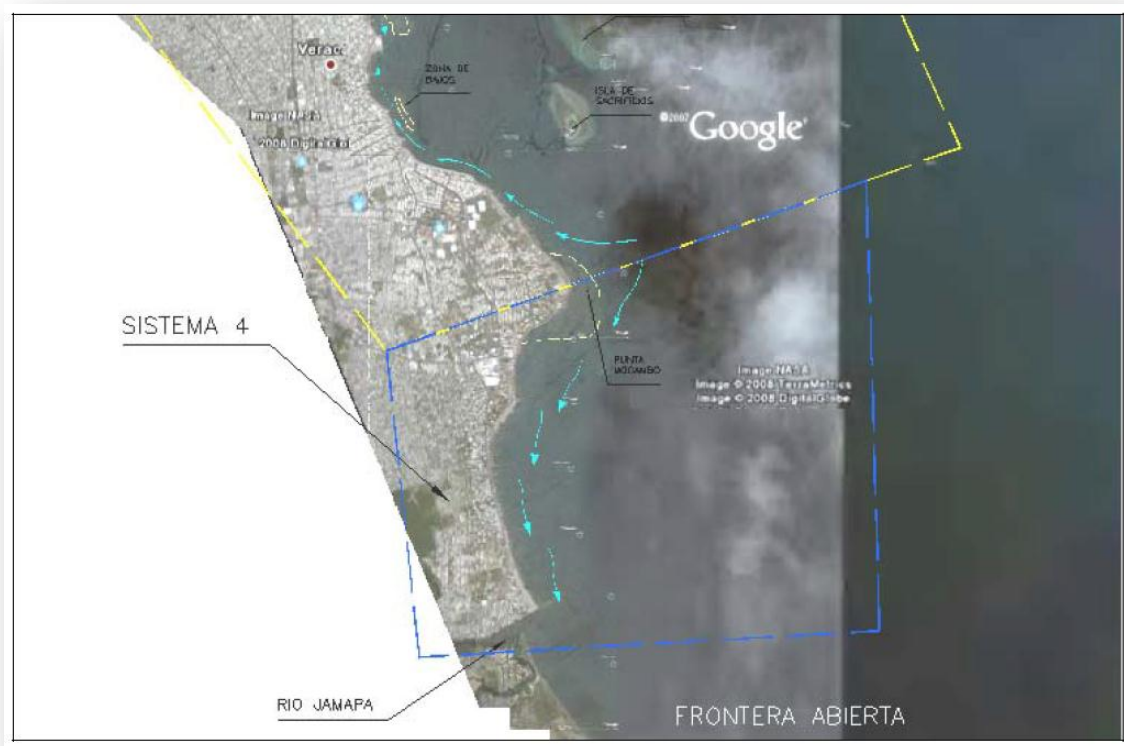 Verac
ZONA DE
BAJOS
ISLA DE
SACRIFICIOS
Image NASA
2008 DigitalGlo
©2007 Google
SISTEMA 4
PUNTA
MOCAMBO
Image NASA
Image © 2008 TerraMetrics
Image © 2008 DigitalGlobe
RIO JAMAPA
FRONTERA ABIERTA